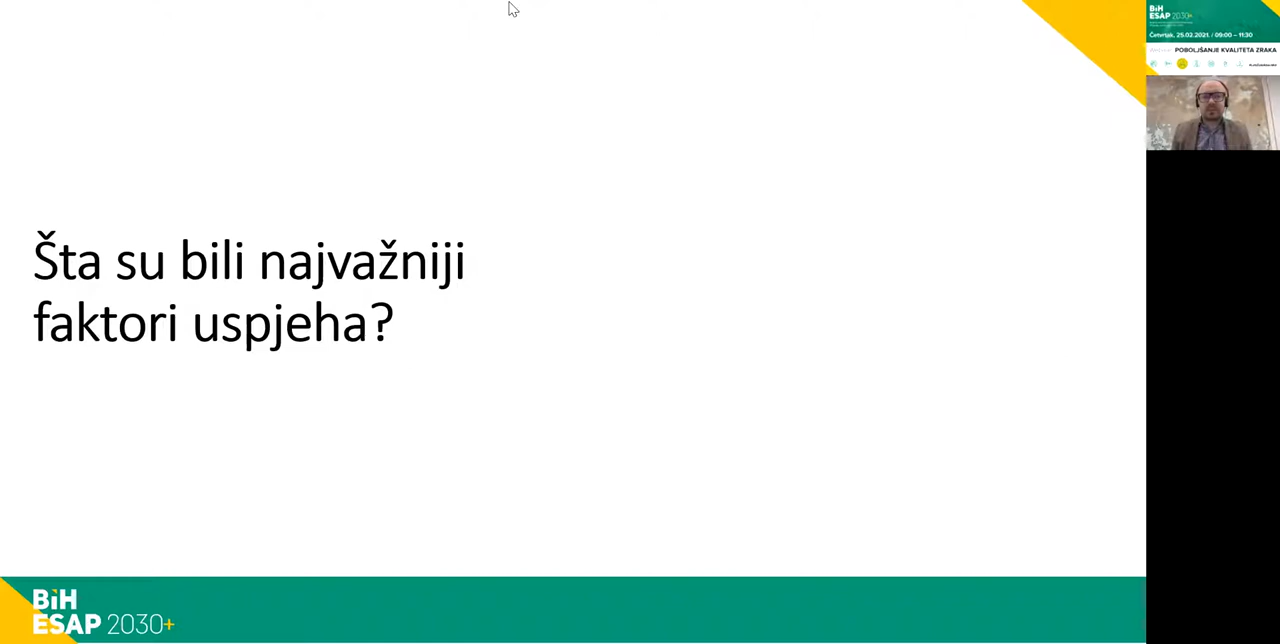 Šta su bili najvažniji
faktori uspjeha?
BiH
ESAP 2030+
BiH
ESAP 2030+
Četvrtak, 25.02.2021. / 09:00 – 11:30
POBOLJŠANJE KVALITETA ZRAKA